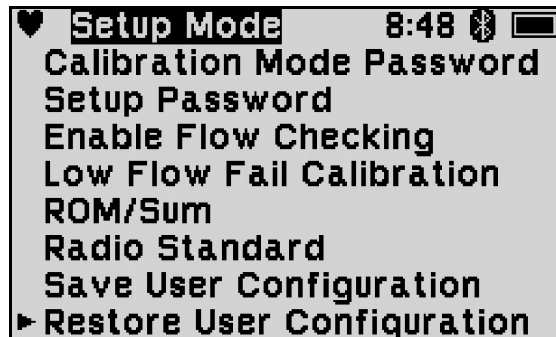 Setup Mode 8:48
Calibration Mode Password
Setup Password
Enable Flow Checking
Low Flow Fail Calibration
ROM/Sum
Radio Standard
Save User Configuration
Restore User Configuration